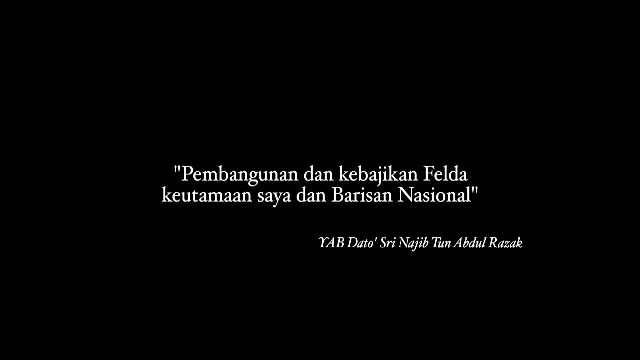 "Pembangunan dan kebajikan Felda
keutamaan saya dan Barisan Nasional"
YAB Dato' Sri Najib Tun Abdul Razak